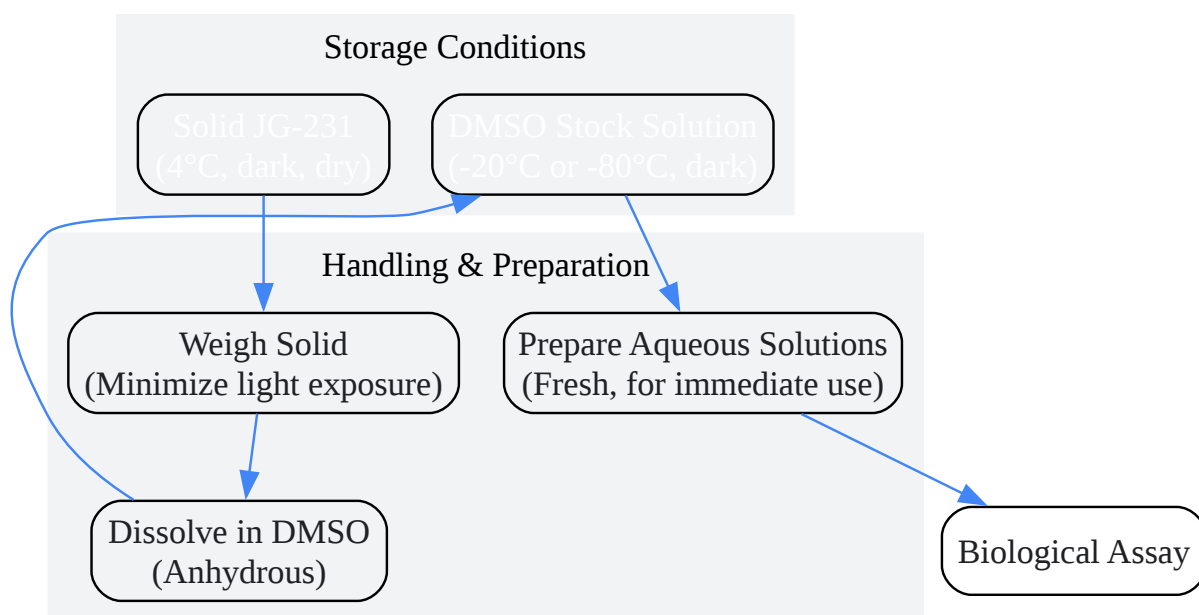 Storage Conditions
Solid JG-231
(4°C, dark, dry)
DMSO Stock Solution
(-20°C or -80°C, dark)
Handling & Preparation
Weigh Solid
(Minimize light exposure)
Prepare Aqueous Solutions
(Fresh, for immediate use)
Dissolve in DMSO
(Anhydrous)
Biological Assay